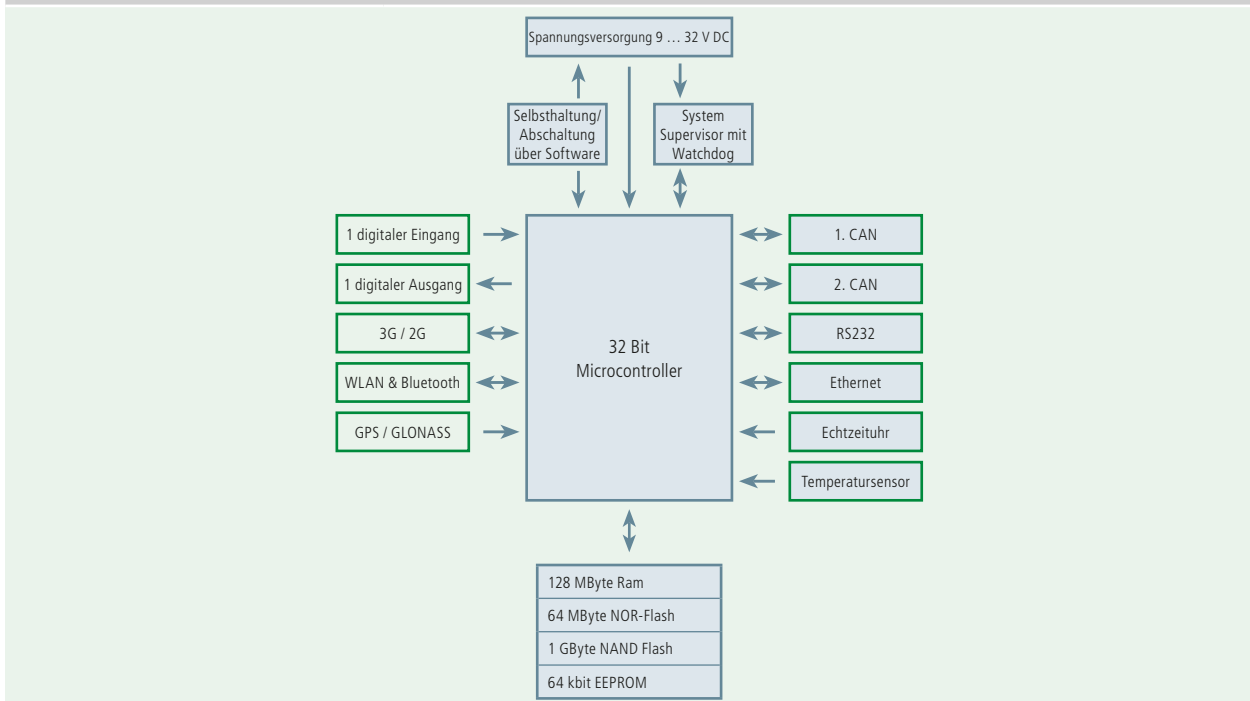 Spannungsversorgung 9 … 32 V DC
Selbsthaltung/
Abschaltung
über Software
System
Supervisor mit
Watchdog
1 digitaler Eingang
1 digitaler Ausgang
3G / 2G
WLAN & Bluetooth
GPS / GLONASS
32 Bit
Microcontroller
1. CAN
2. CAN
RS232
Ethernet
Echtzeituhr
Temperatursensor
128 MByte Ram
64 MByte NOR-Flash
1 GByte NAND Flash
64 kbit EEPROM